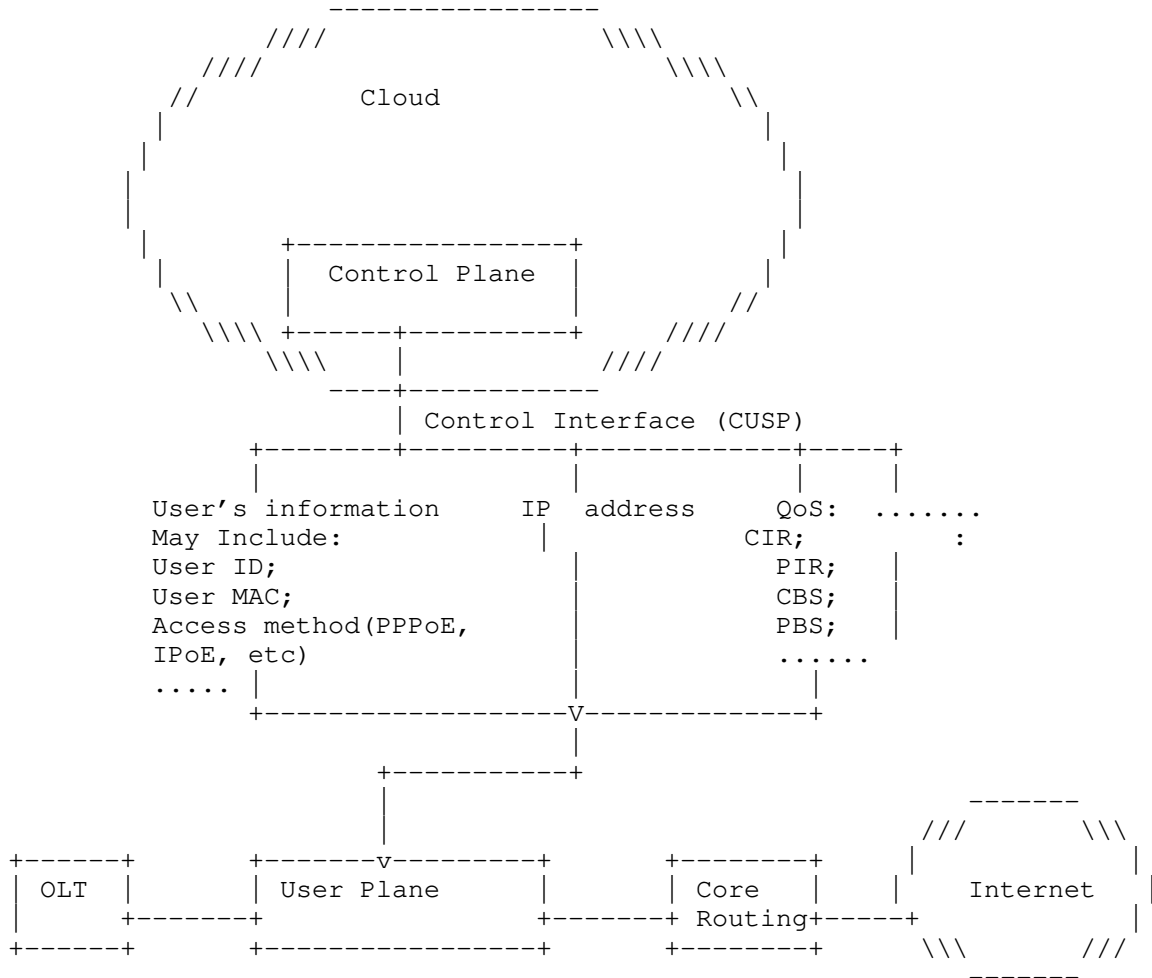 Cloud
Control Plane
Control Interface (CUSP)
User's information IP address QoS: .......
May Include: CIR; :
User ID; PIR;
User MAC; CBS;
Access method(PPPoE, PBS;
IPoE, etc) ......
.....
OLT User Plane Core Internet
Routing